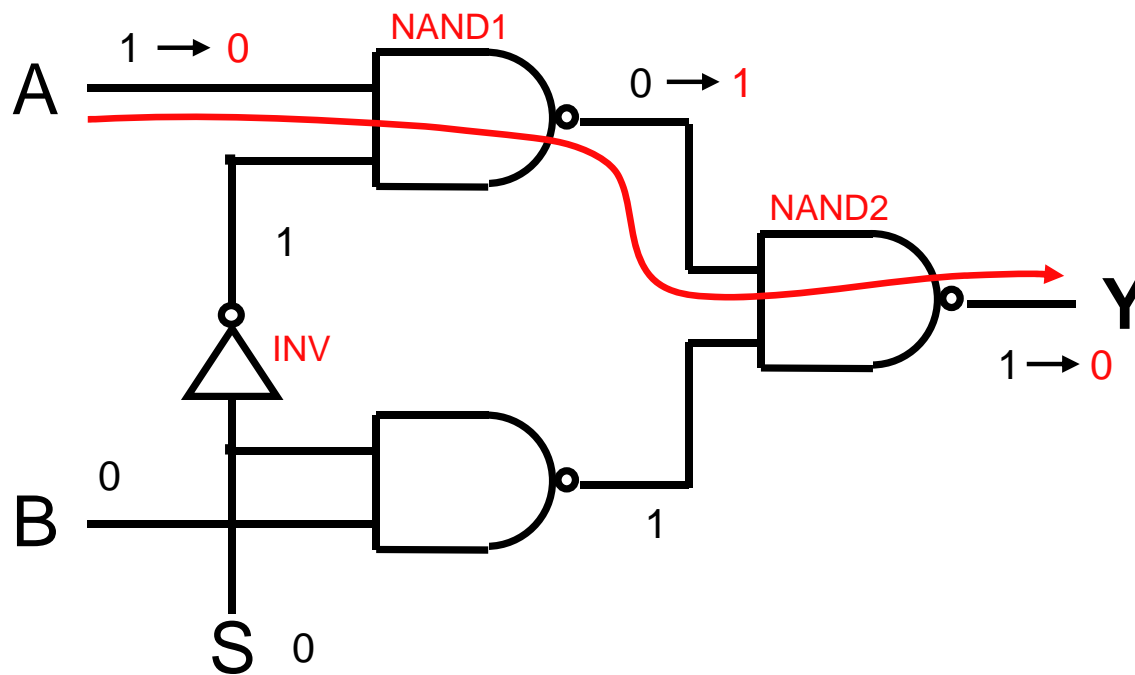 NAND1
1 → 0
A
0 → 1
NAND2
1
Y
INV
1 → 0
0
B
1
S 0